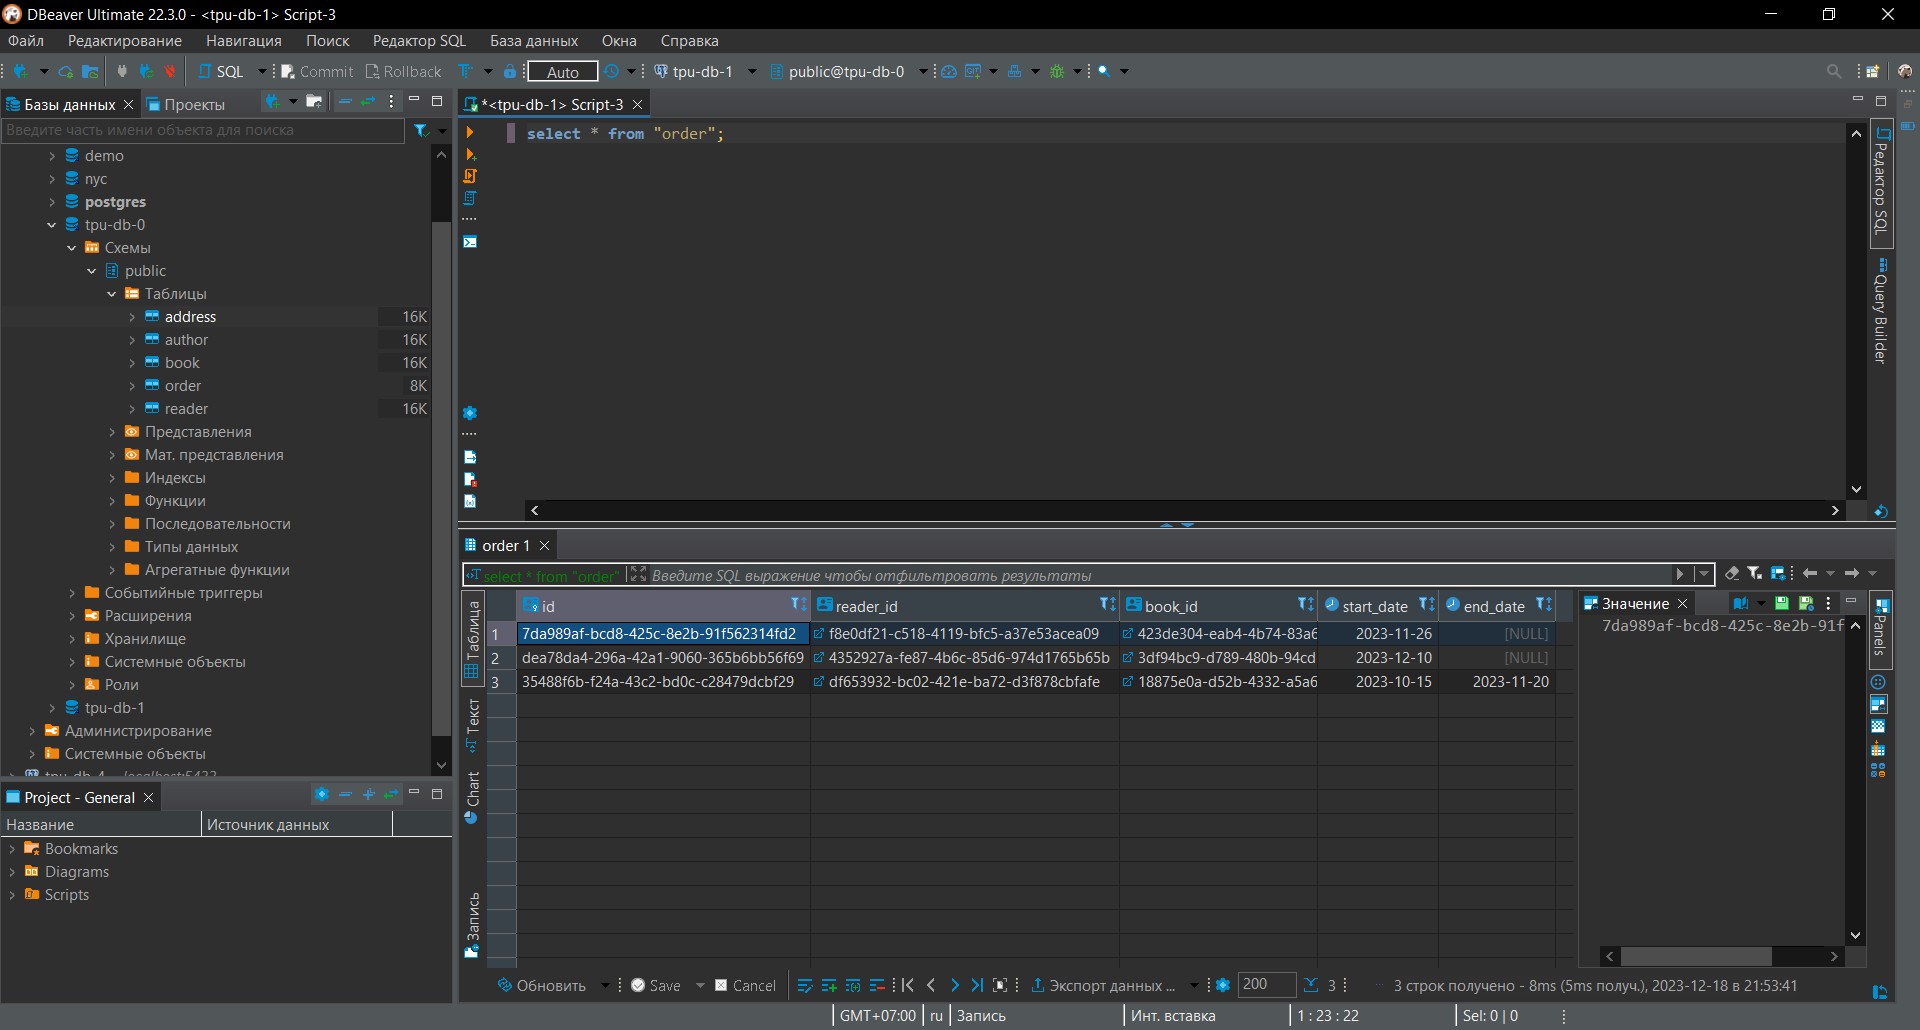 DBeaver Ultimate 22.3.0 - <tpu-db-1> Script-3
Файл Редактирование Навигация Поиск Редактор SQL База данных Окна Справка
SQL Commit Rollback Auto tpu-db-1 public@tpu-db-0
Базы данных Проекты
Введите часть имени объекта для поиска
demo
nyc
postgres
tpu-db-0
Схемы
public
Таблицы
address 16K
author 16K
book 16K
order 8K
reader 16K
Представления
Мат. представления
Индексы
Функции
Последовательности
Типы данных
Агрегатные функции
Событийные триггеры
Расширения
Хранилище
Системные объекты
Роли
tpu-db-1
Администрирование
Системные объекты
Project - General
Название Источник данных
Bookmarks
Diagrams
Scripts
*<tpu-db-1> Script-3
select * from "order";
Редактор SQL
Query Builder
order 1
select * from "order" Введите SQL выражение чтобы отфильтровать результаты
Таблица
Текст
Chart
Запись
id reader_id book_id start_date end_date
1 7da989af-bcd8-425c-8e2b-91f562314fd2 f8e0df21-c518-4119-bfc5-a37e53acea09 423de304-eab4-4b74-83a6 2023-11-26 [NULL]
2 dea78da4-296a-42a1-9060-365b6bb56f69 4352927a-fe87-4b6c-85d6-974d1765b65b 3df94bc9-d789-480b-94cd 2023-12-10 [NULL]
3 35488f6b-f24a-43c2-bd0c-c28479dcbf29 df653932-bc02-421e-ba72-d3f878cbfafe 18875e0a-d52b-4332-a5a6 2023-10-15 2023-11-20
Значение
7da989af-bcd8-425c-8e2b-91f
Panels
Обновить Save Cancel Экспорт данных ... 200 3 3 строк получено - 8ms (5ms получ.), 2023-12-18 в 21:53:41
GMT+07:00 ru Запись Инт. вставка 1 : 23 : 22 Sel: 0 | 0